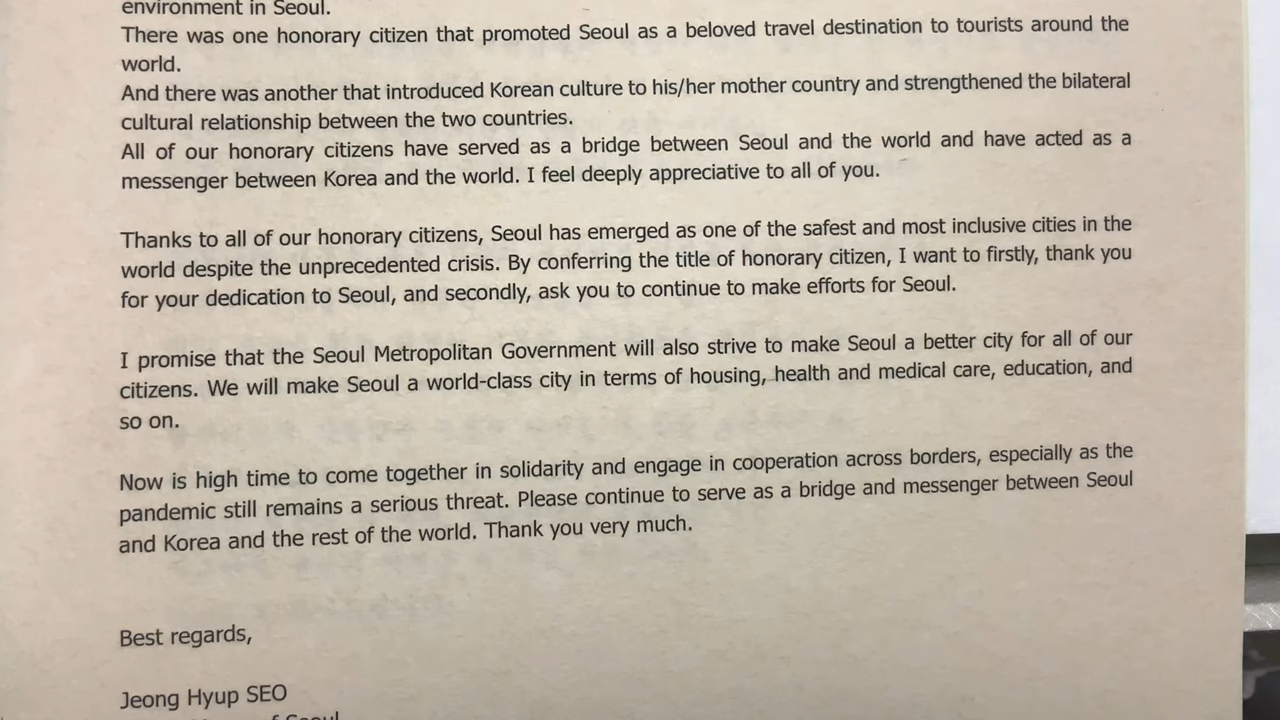 environment in Seoul.
There was one honorary citizen that promoted Seoul as a beloved travel destination to tourists around the
world.
And there was another that introduced Korean culture to his/her mother country and strengthened the bilateral
cultural relationship between the two countries.
All of our honorary citizens have served as a bridge between Seoul and the world and have acted as a
messenger between Korea and the world. I feel deeply appreciative to all of you.
Thanks to all of our honorary citizens, Seoul has emerged as one of the safest and most inclusive cities in the
world despite the unprecedented crisis. By conferring the title of honorary citizen, I want to firstly, thank you
for your dedication to Seoul, and secondly, ask you to continue to make efforts for Seoul.
I promise that the Seoul Metropolitan Government will also strive to make Seoul a better city for all of our
citizens. We will make Seoul a world-class city in terms of housing, health and medical care, education, and
so on.
Now is high time to come together in solidarity and engage in cooperation across borders, especially as the
pandemic still remains a serious threat. Please continue to serve as a bridge and messenger between Seoul
and Korea and the rest of the world. Thank you very much.
Best regards,
Jeong Hyup SEO
of Seoul